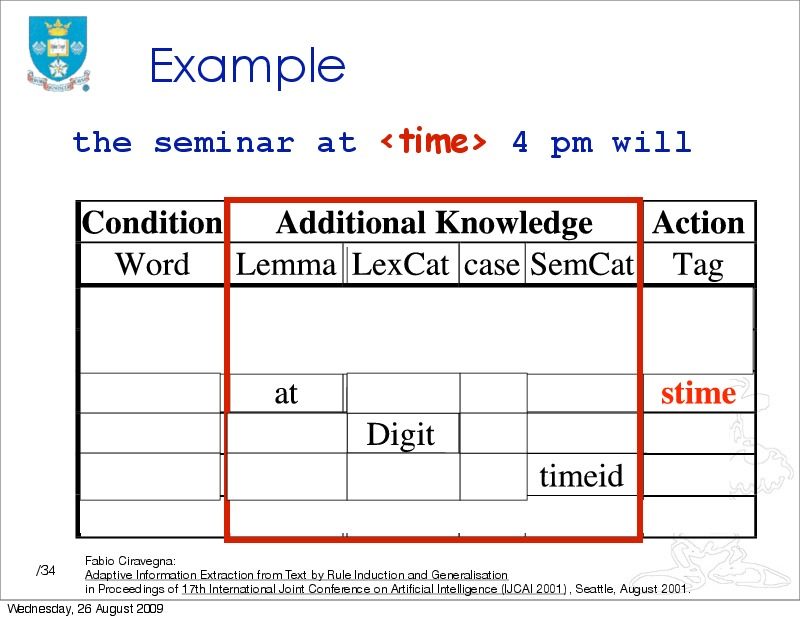 Example
the seminar at <time> 4 pm will
Condition Additional Knowledge Action
Word Lemma LexCat case SemCat Tag
at stime
Digit
timeid
/34
Fabio Ciravegna:
Adaptive Information Extraction from Text by Rule Induction and Generalisation
in Proceedings of 17th International Joint Conference on Artificial Intelligence (IJCAI 2001) , Seattle, August 2001.
Wednesday, 26 August 2009